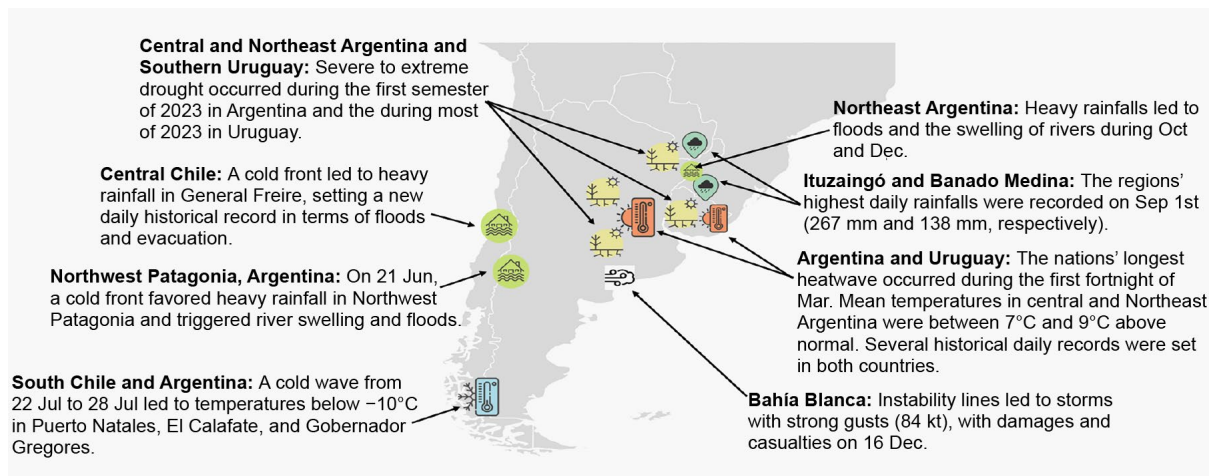 Central and Northeast Argentina and
Southern Uruguay: Severe to extreme
drought occurred during the first semester
of 2023 in Argentina and the during most
of 2023 in Uruguay.
Central Chile: A cold front led to heavy
rainfall in General Freire, setting a new
daily historical record in terms of floods
and evacuation.
Northwest Patagonia, Argentina: On 21 Jun,
a cold front favored heavy rainfall in Northwest
Patagonia and triggered river swelling and floods.
South Chile and Argentina: A cold wave from
22 Jul to 28 Jul led to temperatures below −10°C
in Puerto Natales, El Calafate, and Gobernador
Gregores.
Northeast Argentina: Heavy rainfalls led to
floods and the swelling of rivers during Oct
and Dec.
Ituzaingó and Banado Medina: The regions’
highest daily rainfalls were recorded on Sep 1st
(267 mm and 138 mm, respectively).
Argentina and Uruguay: The nations’ longest
heatwave occurred during the first fortnight of
Mar. Mean temperatures in central and Northeast
Argentina were between 7°C and 9°C above
normal. Several historical daily records were set
in both countries.
Bahía Blanca: Instability lines led to storms
with strong gusts (84 kt), with damages and
casualties on 16 Dec.